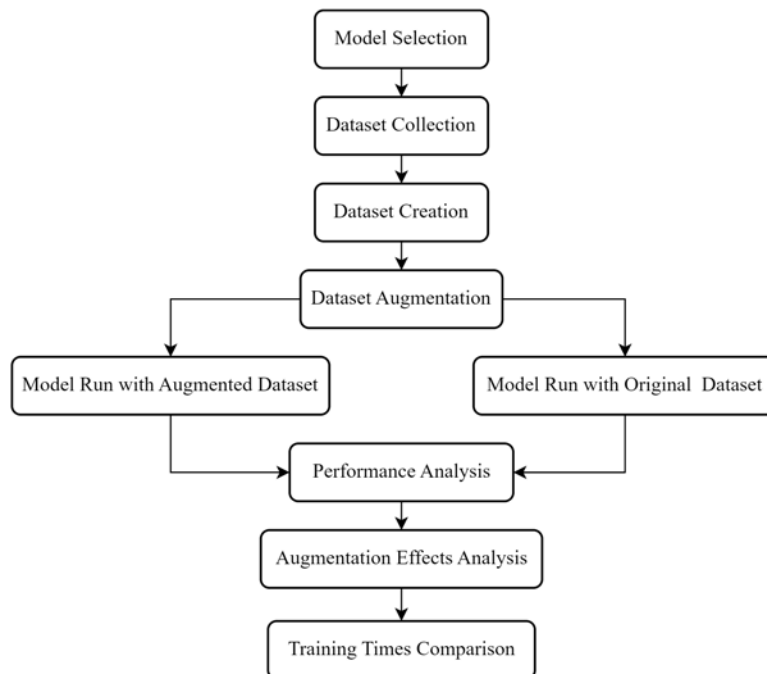 Model Selection
Dataset Collection
Dataset Creation
Dataset Augmentation
Model Run with Augmented Dataset
Model Run with Original Dataset
Performance Analysis
Augmentation Effects Analysis
Training Times Comparison